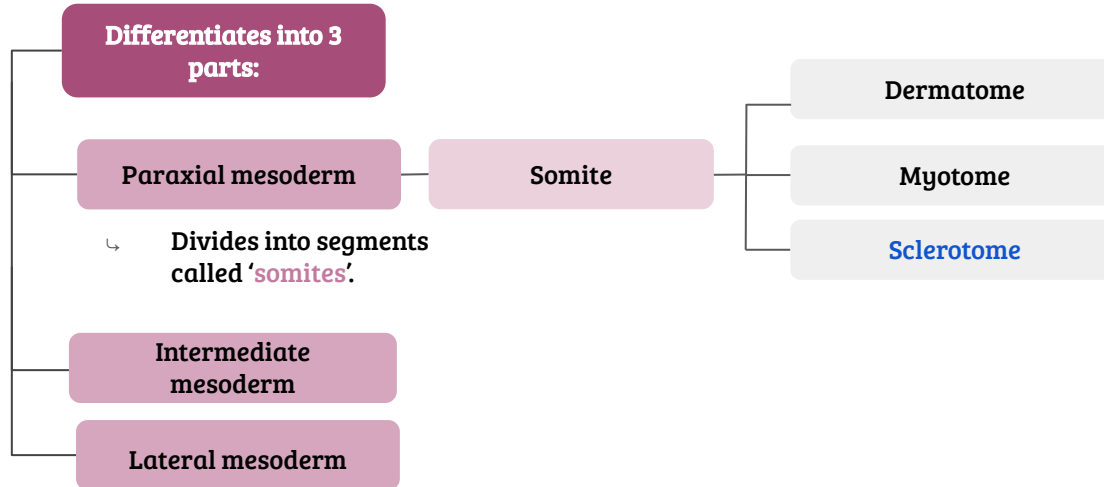 Differentiates into 3
parts:
Paraxial mesoderm
Somite
Dermatome
Myotome
Sclerotome
↳ Divides into segments
called ‘somites’.
Intermediate
mesoderm
Lateral mesoderm